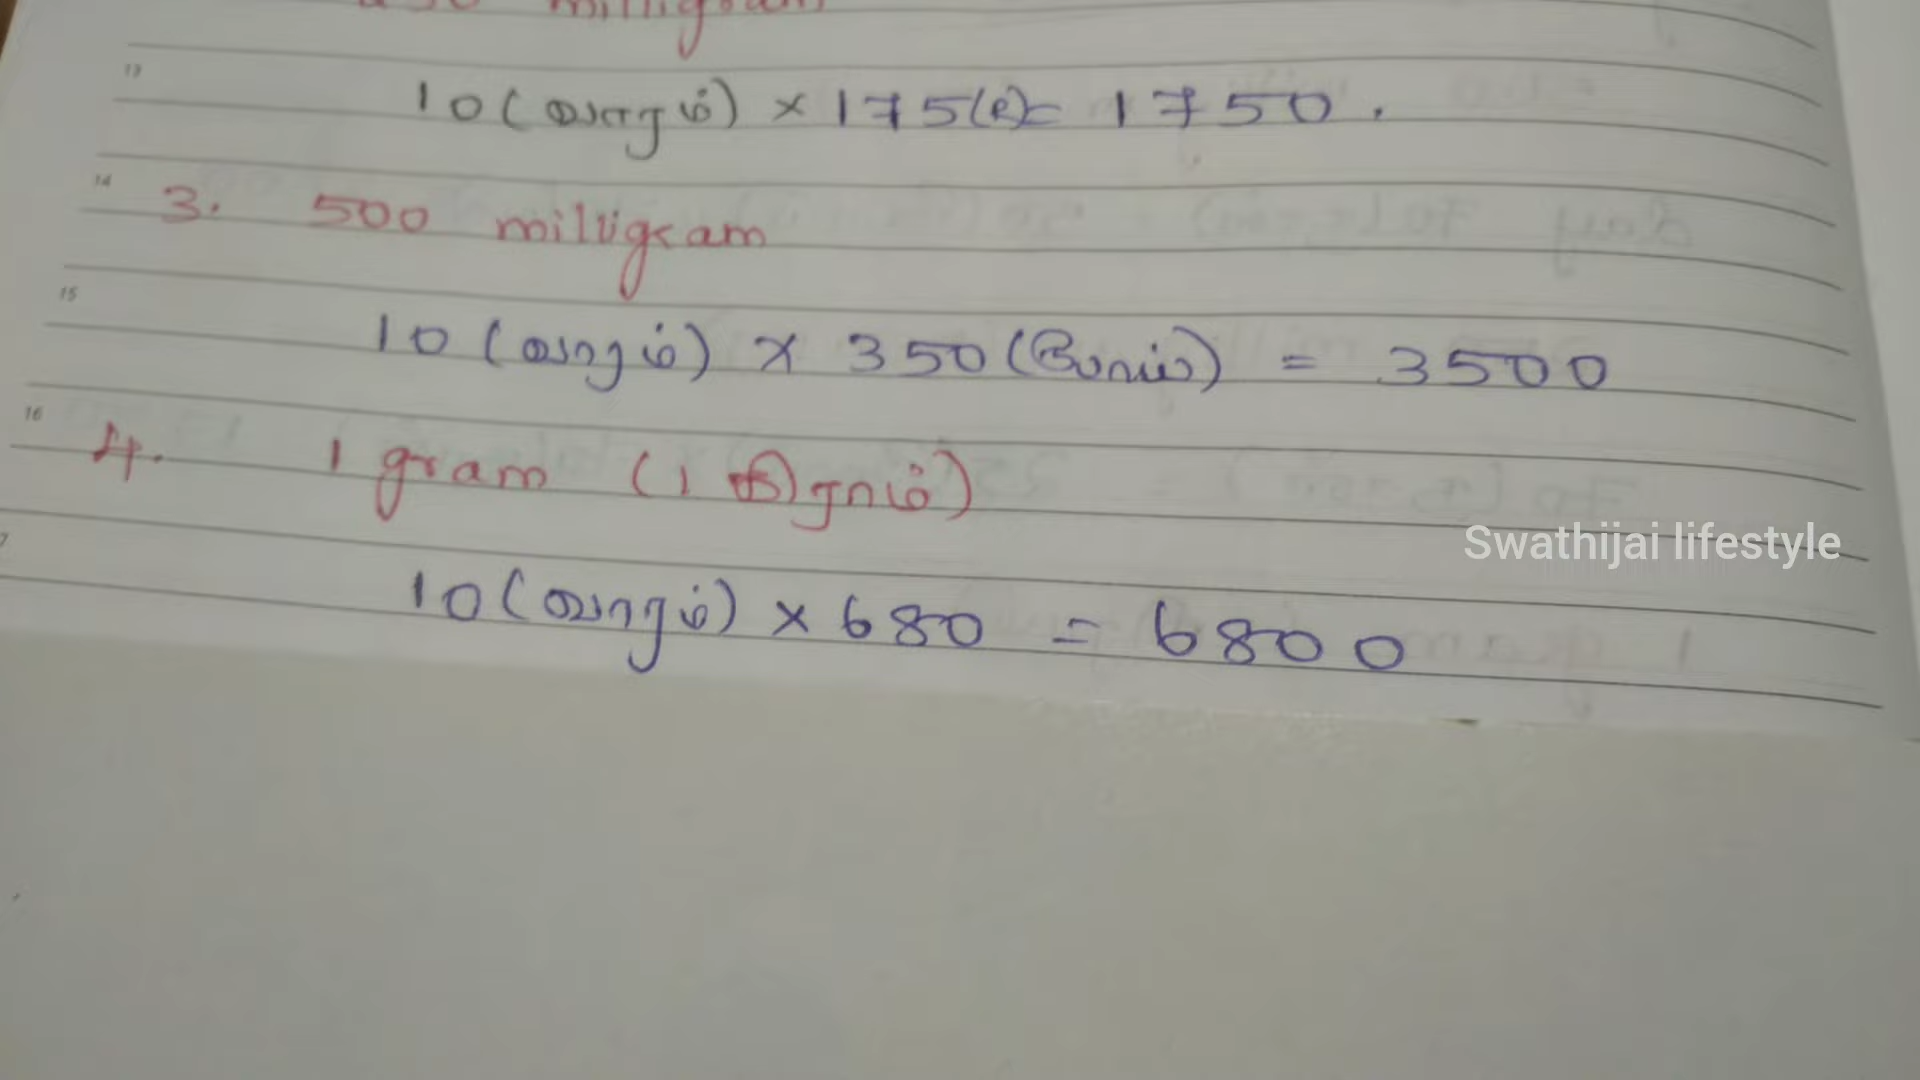 milligram
10 (வாரம்) × 175(ரூ) = 1750.
3. 500 milligram
10 (வாரம்) × 350 (ரூபாய்) = 3500
4. 1 gram (1 கிராம்)
Swathijai lifestyle
10 (வாரம்) × 680 = 6800